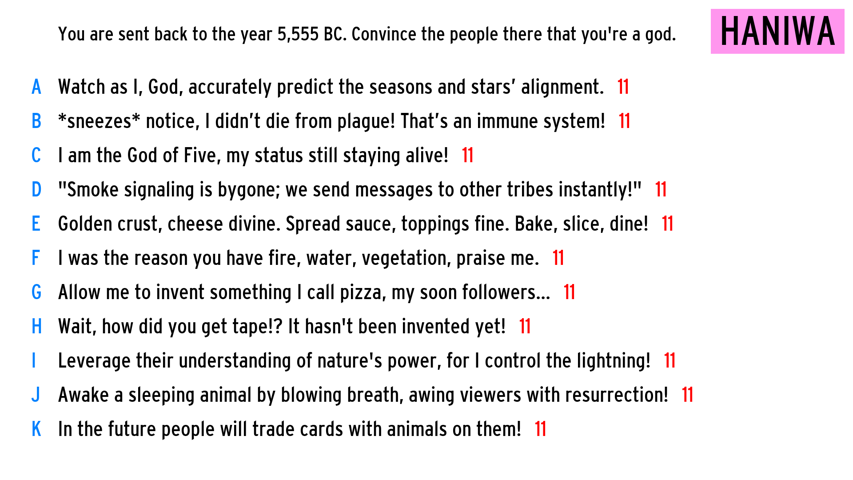 You are sent back to the year 5,555 BC. Convince the people there that you're a god.
HANIWA
A Watch as I, God, accurately predict the seasons and stars’ alignment. 11
B *sneezes* notice, I didn’t die from plague! That’s an immune system! 11
C I am the God of Five, my status still staying alive! 11
D "Smoke signaling is bygone; we send messages to other tribes instantly!" 11
E Golden crust, cheese divine. Spread sauce, toppings fine. Bake, slice, dine! 11
F I was the reason you have fire, water, vegetation, praise me. 11
G Allow me to invent something I call pizza, my soon followers... 11
H Wait, how did you get tape!? It hasn't been invented yet! 11
I Leverage their understanding of nature's power, for I control the lightning! 11
J Awake a sleeping animal by blowing breath, awing viewers with resurrection! 11
K In the future people will trade cards with animals on them! 11